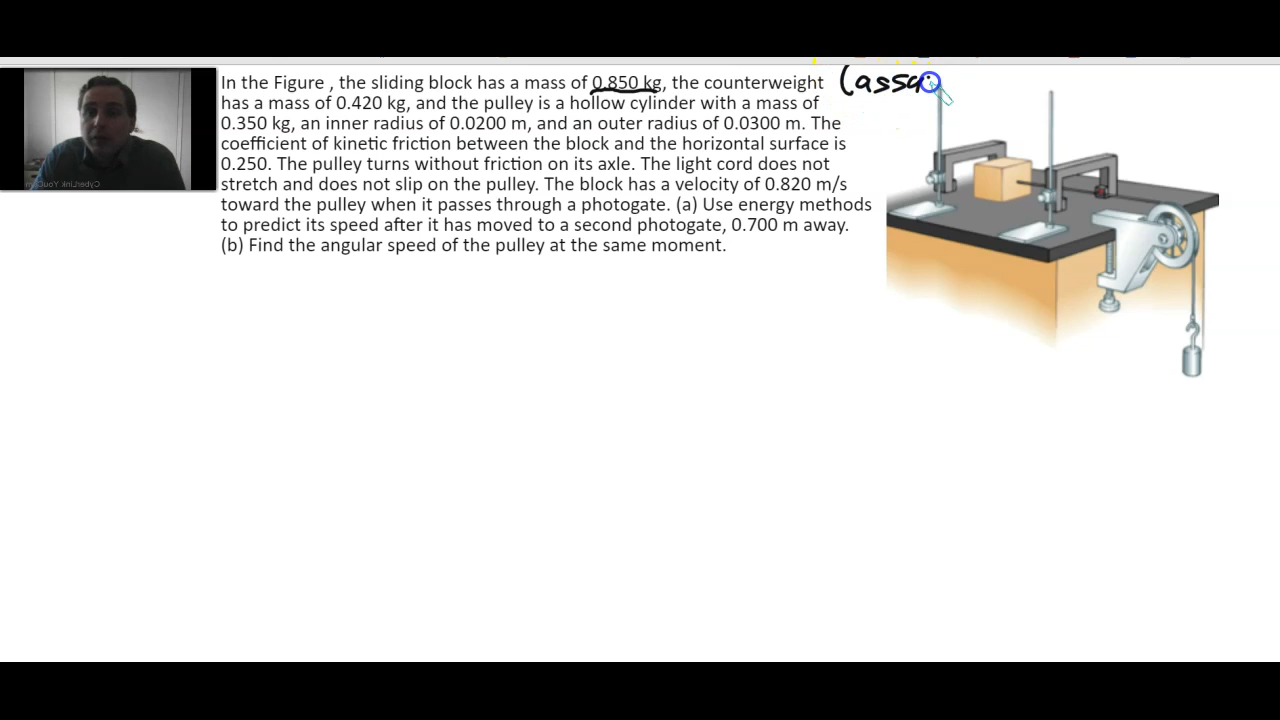 In the Figure , the sliding block has a mass of 0.850 kg, the counterweight
has a mass of 0.420 kg, and the pulley is a hollow cylinder with a mass of
0.350 kg, an inner radius of 0.0200 m, and an outer radius of 0.0300 m. The
coefficient of kinetic friction between the block and the horizontal surface is
0.250. The pulley turns without friction on its axle. The light cord does not
stretch and does not slip on the pulley. The block has a velocity of 0.820 m/s
toward the pulley when it passes through a photogate. (a) Use energy methods
to predict its speed after it has moved to a second photogate, 0.700 m away.
(b) Find the angular speed of the pulley at the same moment.